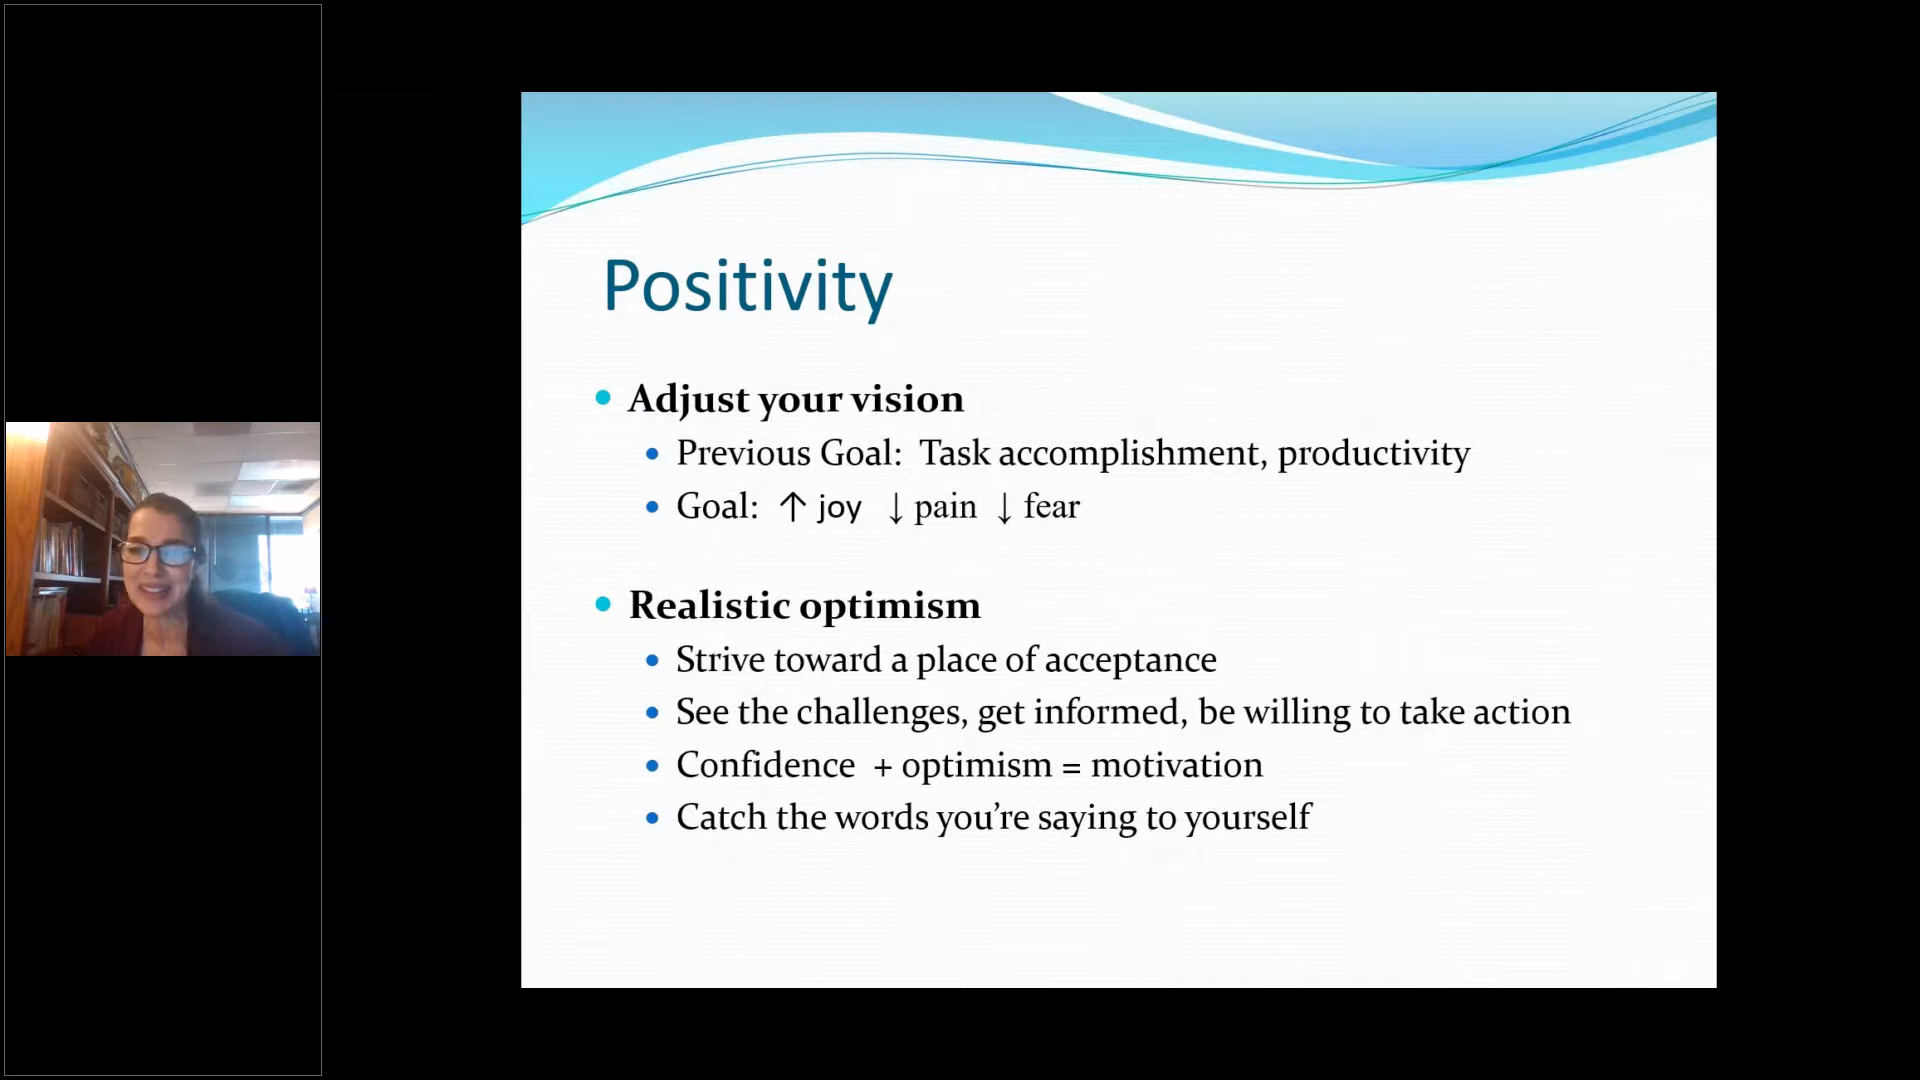 Positivity
• Adjust your vision
• Previous Goal:  Task accomplishment, productivity
• Goal:  ↑ joy  ↓ pain  ↓ fear
• Realistic optimism
• Strive toward a place of acceptance
• See the challenges, get informed, be willing to take action
• Confidence  + optimism = motivation
• Catch the words you’re saying to yourself